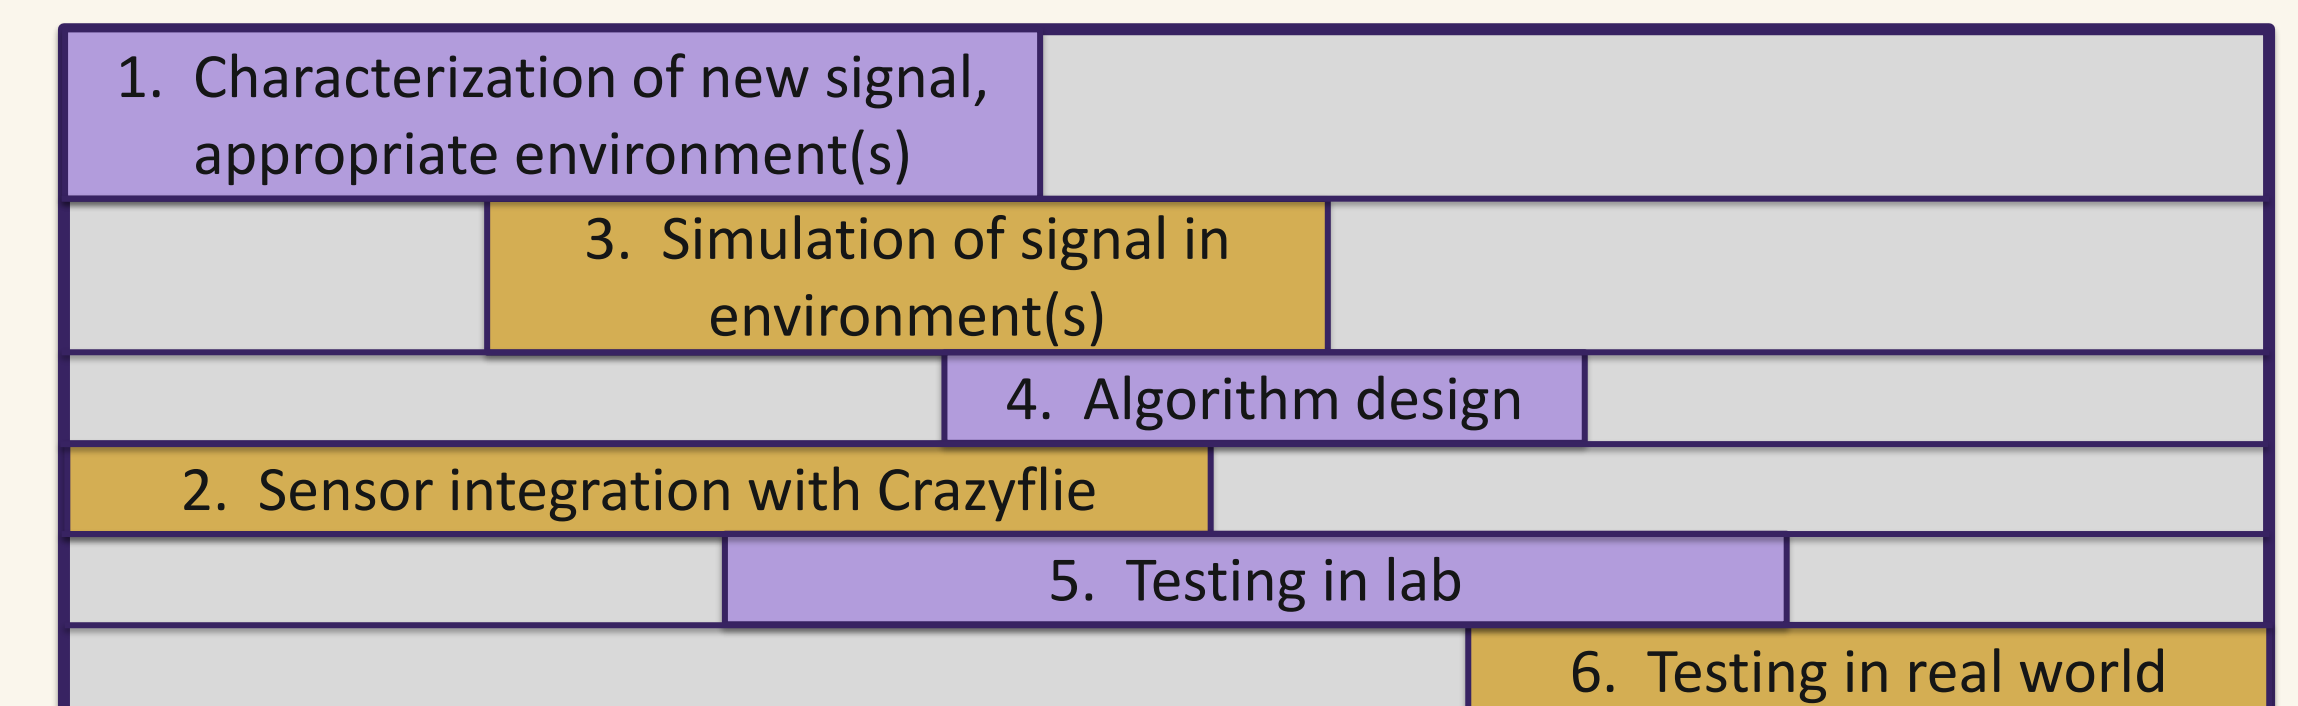 1. Characterization of new signal,
appropriate environment(s)
3. Simulation of signal in
environment(s)
4. Algorithm design
2. Sensor integration with Crazyflie
5. Testing in lab
6. Testing in real world